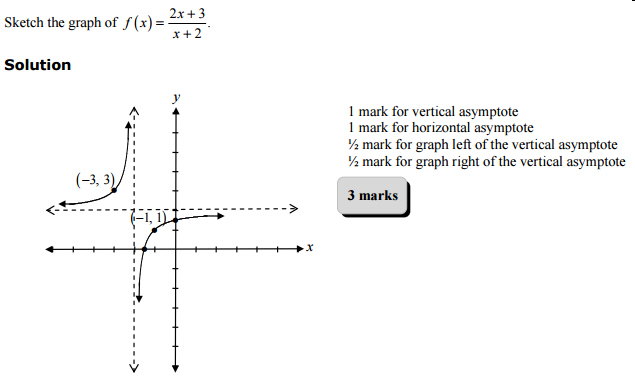 Sketch the graph of f(x) = \frac{2x+3}{x+2}.
Solution
y
1 mark for vertical asymptote
1 mark for horizontal asymptote
½ mark for graph left of the vertical asymptote
½ mark for graph right of the vertical asymptote
(−3, 3)
3 marks
(−1, 1)
x